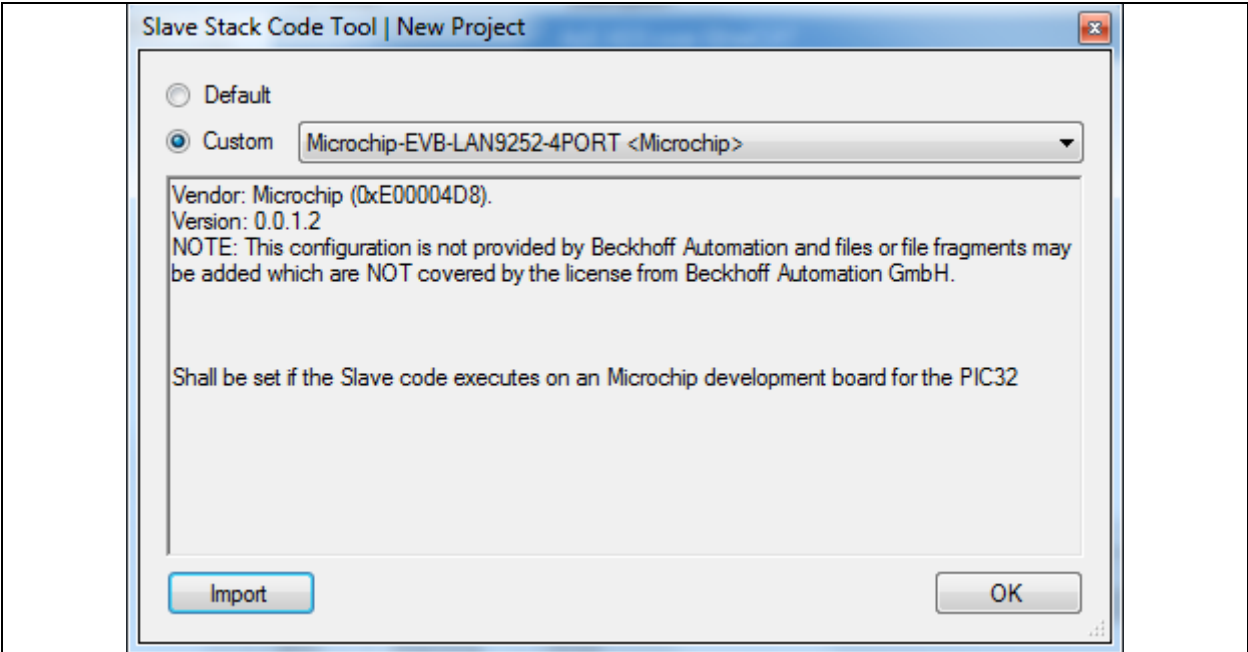 Slave Stack Code Tool | New Project
Default
Custom Microchip-EVB-LAN9252-4PORT <Microchip>
Vendor: Microchip (0xE00004D8).
Version: 0.0.1.2
NOTE: This configuration is not provided by Beckhoff Automation and files or file fragments may
be added which are NOT covered by the license from Beckhoff Automation GmbH.
Shall be set if the Slave code executes on an Microchip development board for the PIC32
Import OK